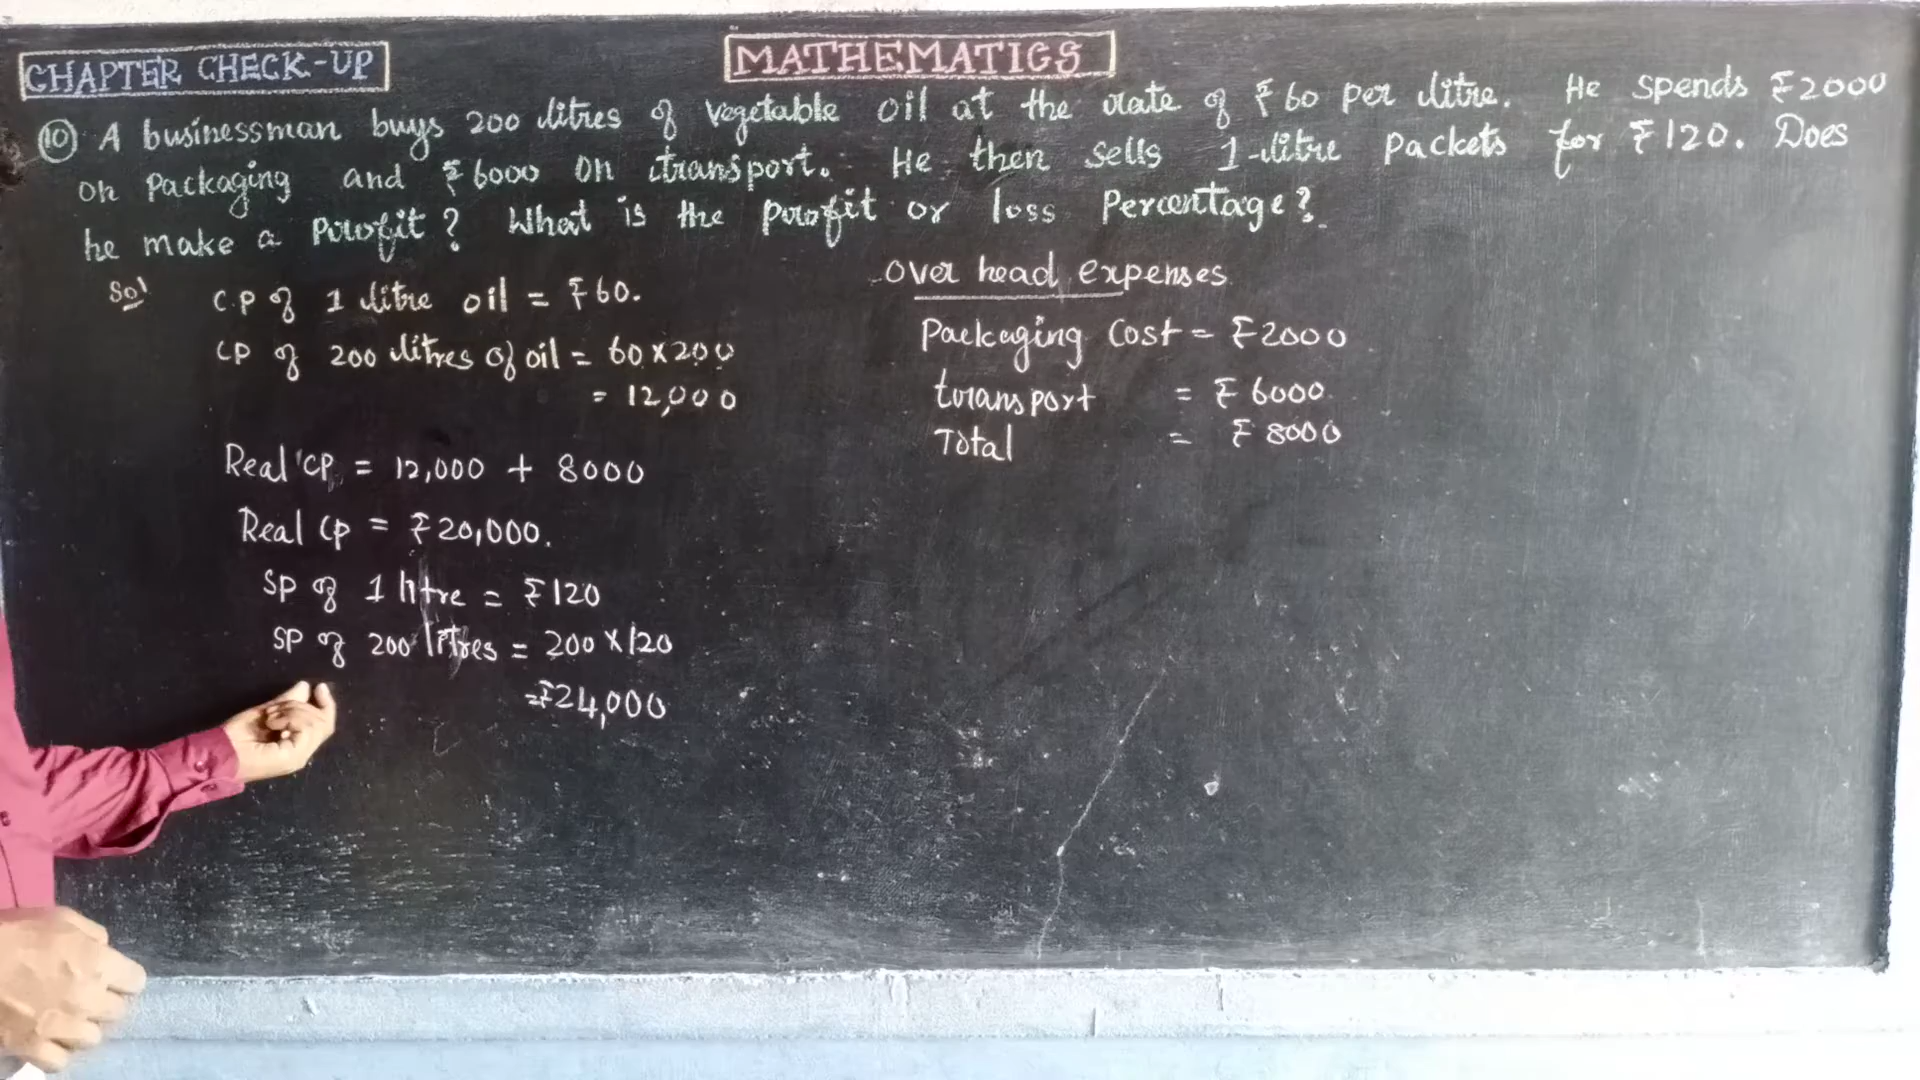 CHAPTER CHECK-UP
MATHEMATICS
10 A businessman buys 200 litres of vegetable oil at the rate of ₹60 per litre. He spends ₹2000
on packaging and ₹6000 on transport. He then sells 1-litre packets for ₹120. Does
he make a profit? What is the profit or loss percentage?
Sol
C.P of 1 litre oil = ₹60.
CP of 200 litres of oil = 60 × 200
= 12,000
Real CP = 12,000 + 8000
Real Cp = ₹20,000.
SP of 1 litre = ₹120
SP of 200 litres = 200 × 120
= ₹24,000
Over head expenses
Packaging Cost = ₹2000
transport = ₹6000
Total = ₹8000